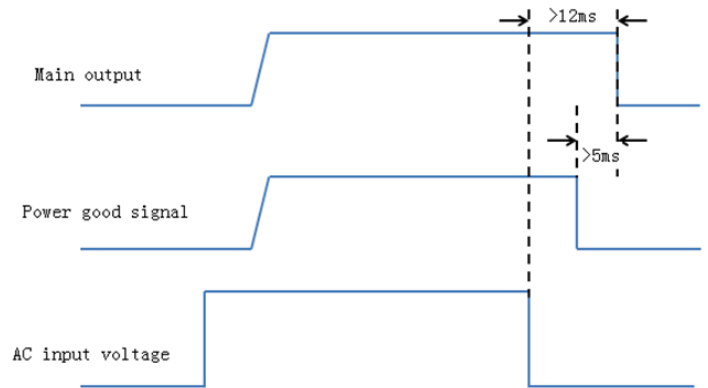 >12ms
Main output
>5ms
Power good signal
AC input voltage